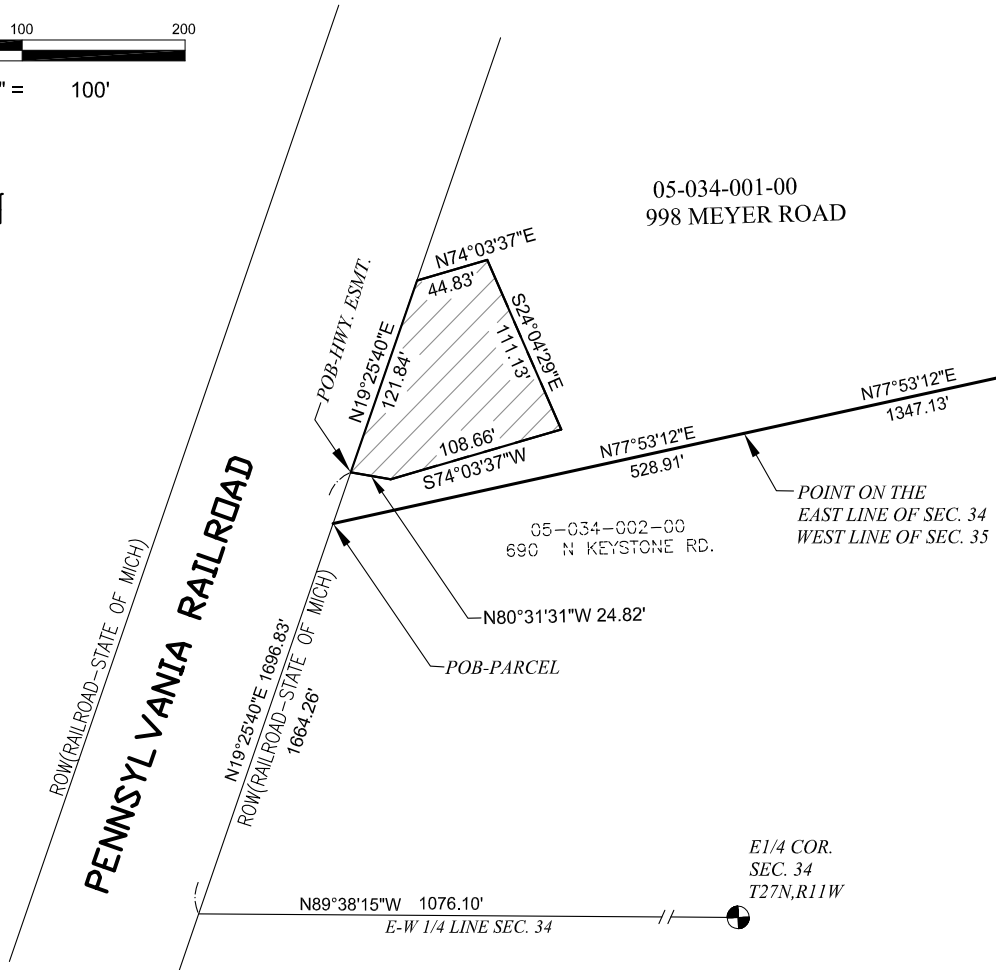 100 200
" = 100'
05-034-001-00
998 MEYER ROAD
N74°03'37"E
44.83'
POB-HWY. ESMT.
N19°25'40"E
121.84'
S24°04'29"E
111.13'
108.66'
S74°03'37"W
N77°53'12"E
528.91'
N77°53'12"E
1347.13'
POINT ON THE
EAST LINE OF SEC. 34
WEST LINE OF SEC. 35
05-034-002-00
690 N KEYSTONE RD.
N80°31'31"W 24.82'
POB-PARCEL
ROW(RAILROAD-STATE OF MICH)
PENNSYLVANIA RAILROAD
N19°25'40"E 1696.83'
ROW(RAILROAD-STATE OF MICH)
1664.26'
E1/4 COR.
SEC. 34
T27N,R11W
N89°38'15"W 1076.10'
E-W 1/4 LINE SEC. 34